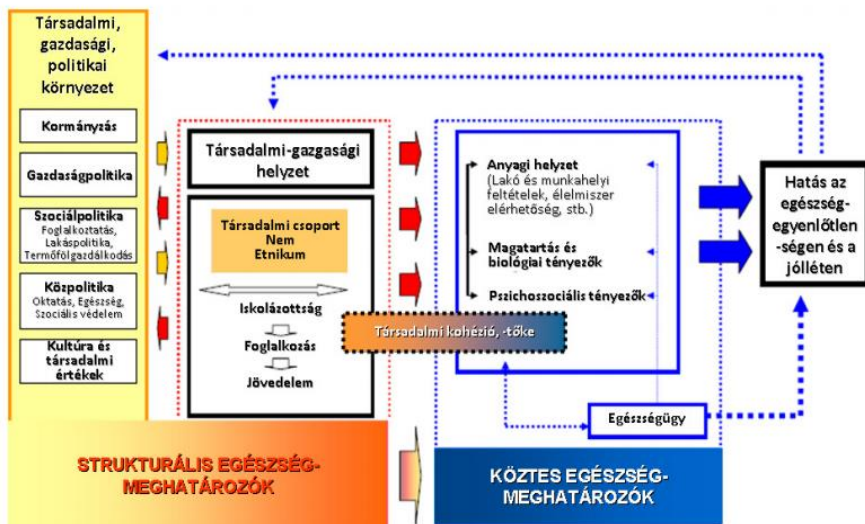 Társadalmi,
gazdasági,
politikai
környezet
Kormányzás
Gazdaságpolitika
Szociálpolitika
Foglalkoztatás,
Lakáspolitika,
Termőfölgazdálkodás
Közpolitika
Oktatás, Egészség,
Szociális védelem
Kultúra és
társadalmi
értékek
Társadalmi-gazgasági
helyzet
Társadalmi csoport
Nem
Etnikum
Iskolázottság
Foglalkozás
Jövedelem
Társadalmi kohézió, -tőke
Anyagi helyzet
(Lakó és munkahelyi
feltételek, élelmiszer
elérhetőség, stb.)
Magatartás és
biológiai tényezők
Pszichoszociális tényezők
Egészségügy
Hatás az
egészség-
egyenlőtlen
-ségen és a
jólléten
STRUKTURÁLIS EGÉSZSÉG-
MEGHATÁROZÓK
KÖZTES EGÉSZSÉG-
MEGHATÁROZÓK